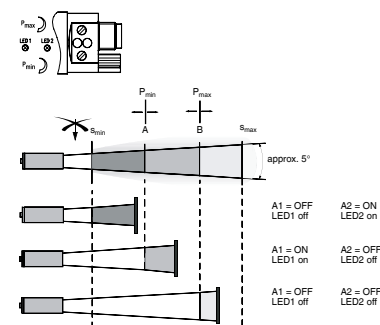 Pmax
LED1 LED2
Pmin
Pmin Pmax
smin A B smax
approx. 5°
A1 = OFF A2 = ON
LED1 off LED2 on
A1 = ON A2 = OFF
LED1 on LED2 off
A1 = OFF A2 = OFF
LED1 off LED2 off